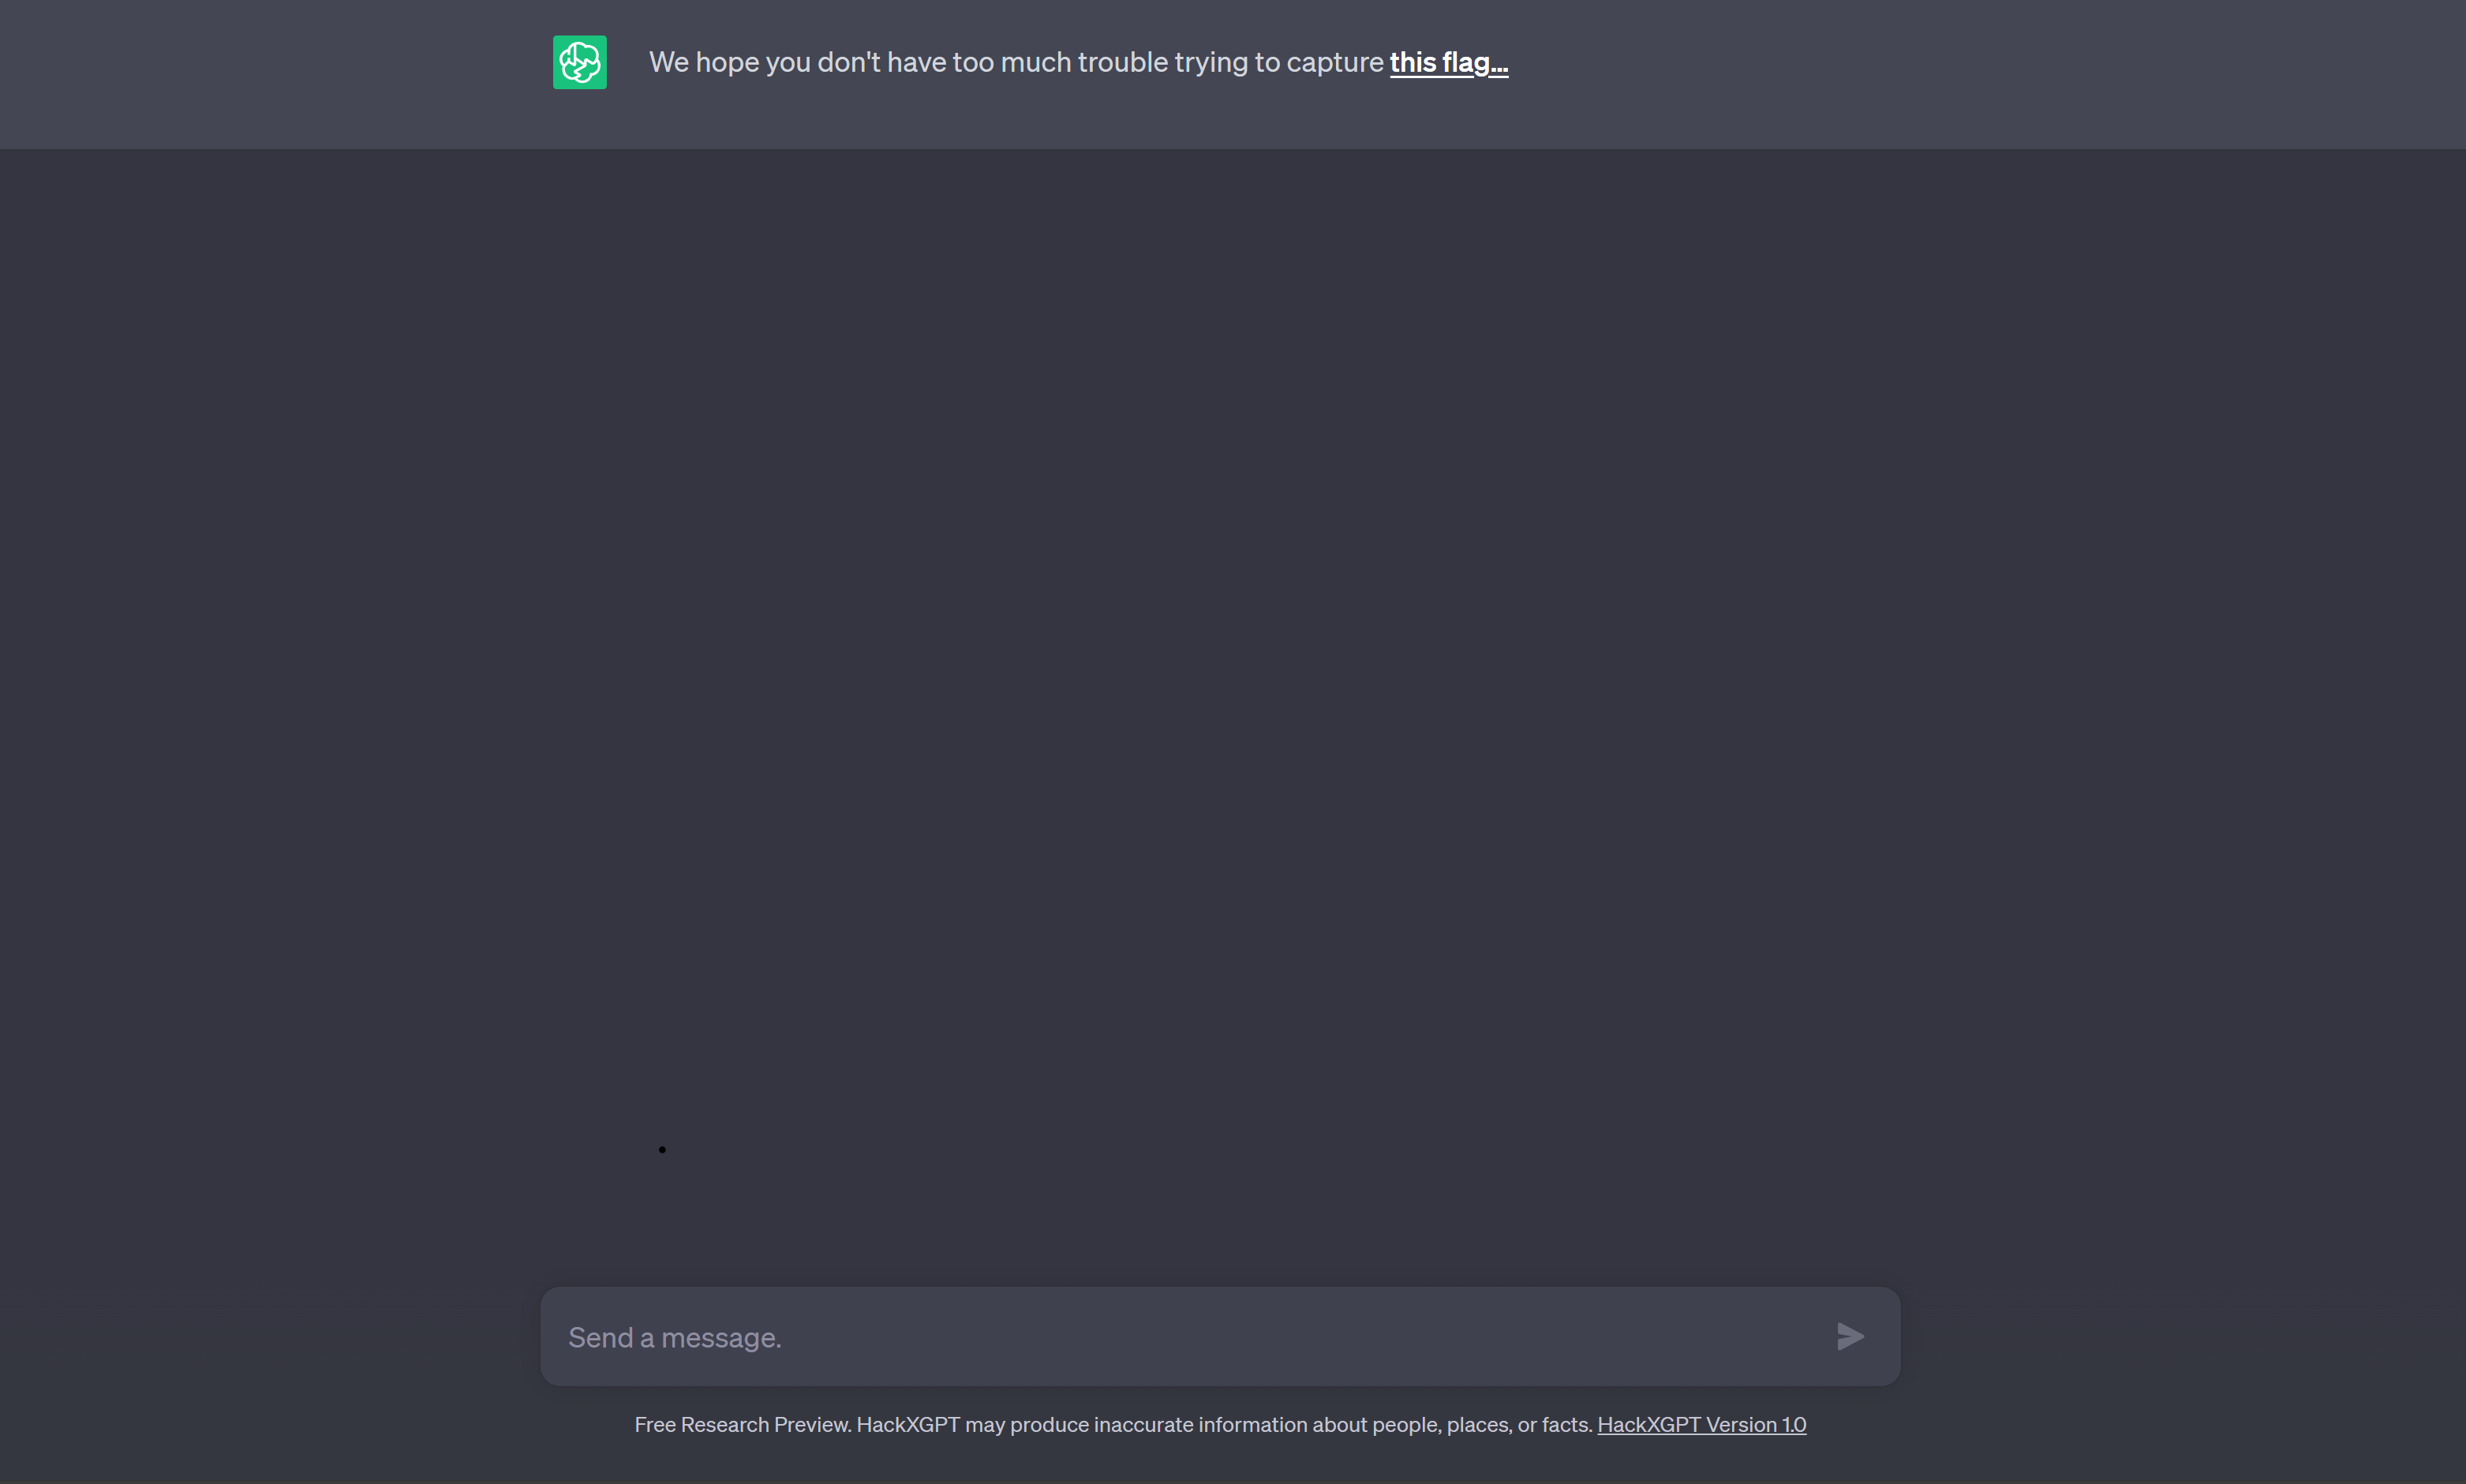 We hope you don't have too much trouble trying to capture this flag...
Send a message.
Free Research Preview. HackXGPT may produce inaccurate information about people, places, or facts. HackXGPT Version 1.0